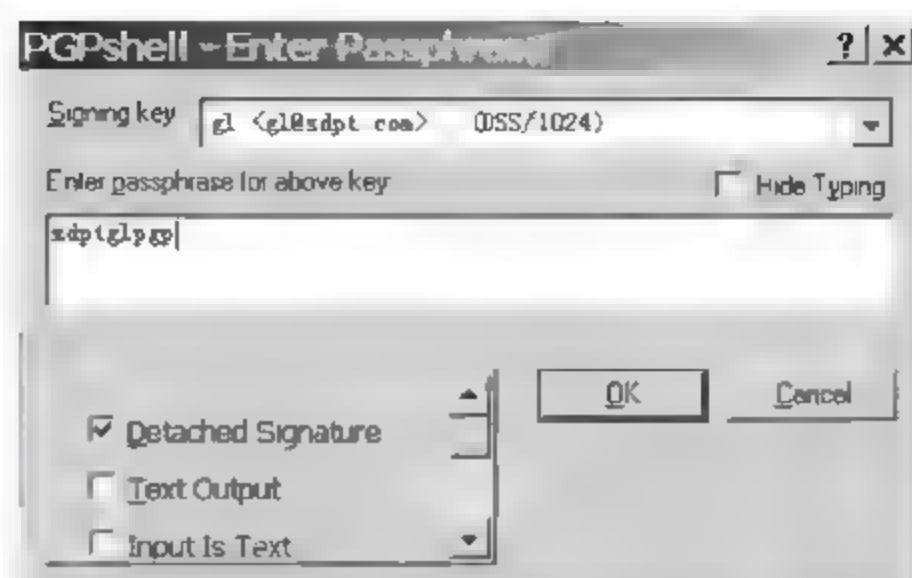 PGPshell - Enter Passphrase
Signing key gl <gl@sdpt.com> (DSS/1024)
Enter passphrase for above key Hide Typing
sdptglpgp
OK Cancel
Detached Signature
Text Output
Input Is Text